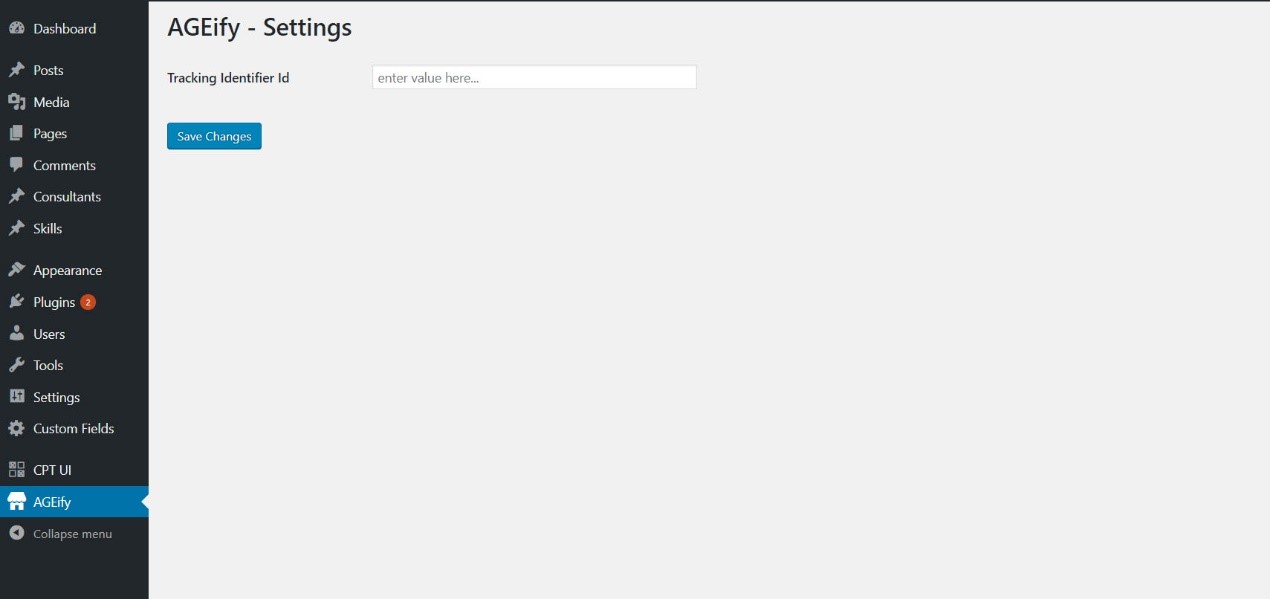 Dashboard
Posts
Media
Pages
Comments
Consultants
Skills
Appearance
Plugins 2
Users
Tools
Settings
Custom Fields
CPT UI
AGEify
Collapse menu
AGEify - Settings
Tracking Identifier Id
enter value here...
Save Changes